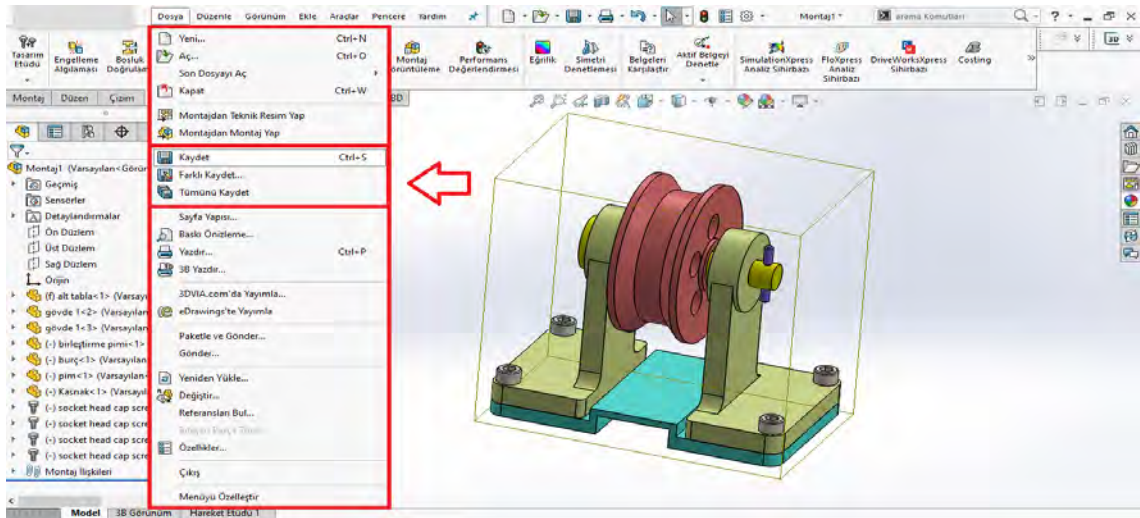 Dosya Düzenle Görünüm Ekle Araçlar Pencere Yardım
Montaj1 *
arama komutları
Tasarım Etüdü
Engelleme Algılaması
Boşluk Doğrulam
Montaj
Performans Değerlendirmesi
Eğrilik
Simetri Denetlemesi
Belgeleri Karşılaştır
Aktif Belgeyi Denetle
SimulationXpress Analiz Sihirbazı
FloXpress Analiz Sihirbazı
DriveWorksXpress Sihirbazı
Costing
Montaj Düzen Çizim
Yeni... Ctrl+N
Aç... Ctrl+O
Son Dosyayı Aç
Kapat Ctrl+W
Montajdan Teknik Resim Yap
Montajdan Montaj Yap
Kaydet Ctrl+S
Farklı Kaydet...
Tümünü Kaydet
Sayfa Yapısı...
Baskı Önizleme...
Yazdır... Ctrl+P
3B Yazdır...
3DVIA.com'da Yayımla...
eDrawings'te Yayımla
Paketle ve Gönder...
Gönder...
Yeniden Yükle...
Değiştir...
Referansları Bul...
Özellikler...
Çıkış
Menüyü Özelleştir
Montaj1 (Varsayılan<Görün
Geçmiş
Sensörler
Detaylandırmalar
Ön Düzlem
Üst Düzlem
Sağ Düzlem
Orijin
(f) alt tabla<1> (Varsayı
gövde 1<2> (Varsayılan
gövde 1<3> (Varsayılan
(-) birleştirme pimi<1>
(-) burç<1> (Varsayılan
(-) pim<1> (Varsayılan
(-) Kasnak<1> (Varsayıl
(-) socket head cap scre
(-) socket head cap scre
(-) socket head cap scre
(-) socket head cap scre
Montaj İlişkileri
Model 3B Görünüm Hareket Etüdü 1